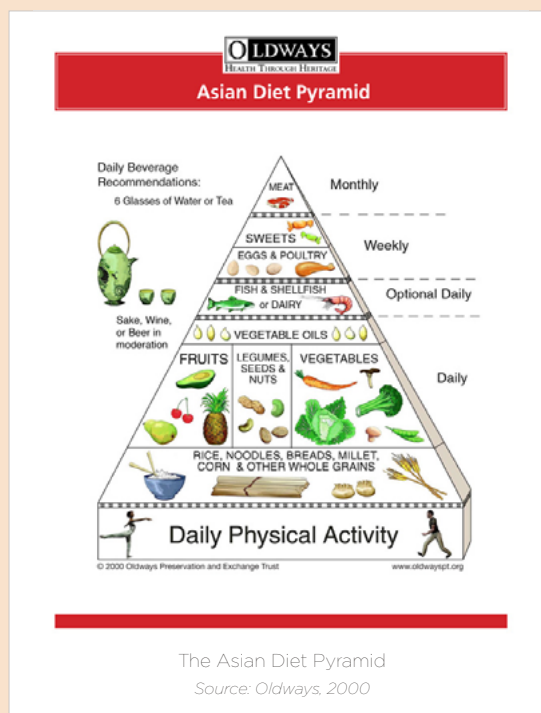 OLDWAYS
HEALTH THROUGH HERITAGE
Asian Diet Pyramid
Daily Beverage
Recommendations:
6 Glasses of Water or Tea
Sake, Wine,
or Beer in
moderation
MEAT
Monthly
SWEETS
EGGS & POULTRY
Weekly
FISH & SHELLFISH
or DAIRY
Optional Daily
VEGETABLE OILS
FRUITS
LEGUMES,
SEEDS &
NUTS
VEGETABLES
Daily
RICE, NOODLES, BREADS, MILLET,
CORN & OTHER WHOLE GRAINS
Daily Physical Activity
© 2000 Oldways Preservation and Exchange Trust
www.oldwayspt.org
The Asian Diet Pyramid
Source: Oldways, 2000